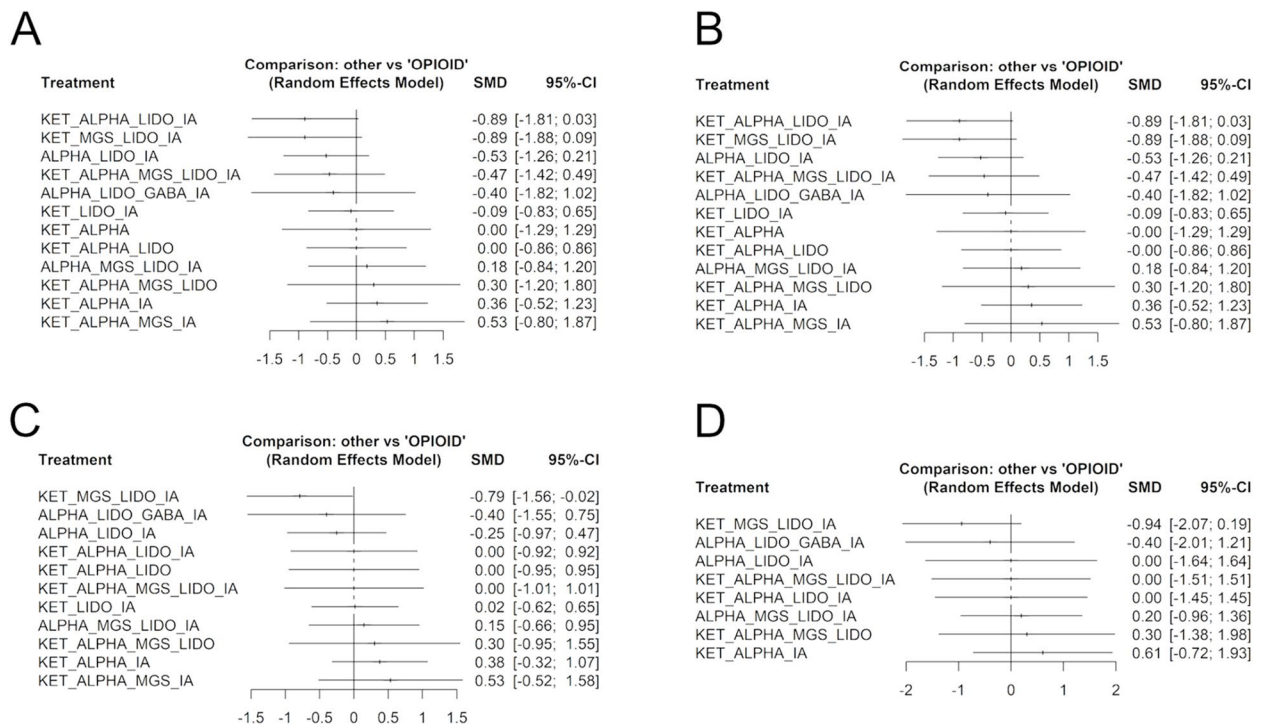 A
Comparison: other vs 'OPIOID'
Treatment (Random Effects Model) SMD 95%-CI
KET_ALPHA_LIDO_IA -0.89 [-1.81; 0.03]
KET_MGS_LIDO_IA -0.89 [-1.88; 0.09]
ALPHA_LIDO_IA -0.53 [-1.26; 0.21]
KET_ALPHA_MGS_LIDO_IA -0.47 [-1.42; 0.49]
ALPHA_LIDO_GABA_IA -0.40 [-1.82; 1.02]
KET_LIDO_IA -0.09 [-0.83; 0.65]
KET_ALPHA 0.00 [-1.29; 1.29]
KET_ALPHA_LIDO 0.00 [-0.86; 0.86]
ALPHA_MGS_LIDO_IA 0.18 [-0.84; 1.20]
KET_ALPHA_MGS_LIDO 0.30 [-1.20; 1.80]
KET_ALPHA_IA 0.36 [-0.52; 1.23]
KET_ALPHA_MGS_IA 0.53 [-0.80; 1.87]
-1.5 -1 -0.5 0 0.5 1 1.5
B
Comparison: other vs 'OPIOID'
Treatment (Random Effects Model) SMD 95%-CI
KET_ALPHA_LIDO_IA -0.89 [-1.81; 0.03]
KET_MGS_LIDO_IA -0.89 [-1.88; 0.09]
ALPHA_LIDO_IA -0.53 [-1.26; 0.21]
KET_ALPHA_MGS_LIDO_IA -0.47 [-1.42; 0.49]
ALPHA_LIDO_GABA_IA -0.40 [-1.82; 1.02]
KET_LIDO_IA -0.09 [-0.83; 0.65]
KET_ALPHA -0.00 [-1.29; 1.29]
KET_ALPHA_LIDO -0.00 [-0.86; 0.86]
ALPHA_MGS_LIDO_IA 0.18 [-0.84; 1.20]
KET_ALPHA_MGS_LIDO 0.30 [-1.20; 1.80]
KET_ALPHA_IA 0.36 [-0.52; 1.23]
KET_ALPHA_MGS_IA 0.53 [-0.80; 1.87]
-1.5 -1 -0.5 0 0.5 1 1.5
C
Comparison: other vs 'OPIOID'
Treatment (Random Effects Model) SMD 95%-CI
KET_MGS_LIDO_IA -0.79 [-1.56; -0.02]
ALPHA_LIDO_GABA_IA -0.40 [-1.55; 0.75]
ALPHA_LIDO_IA -0.25 [-0.97; 0.47]
KET_ALPHA_LIDO_IA 0.00 [-0.92; 0.92]
KET_ALPHA_LIDO 0.00 [-0.95; 0.95]
KET_ALPHA_MGS_LIDO_IA 0.00 [-1.01; 1.01]
KET_LIDO_IA 0.02 [-0.62; 0.65]
ALPHA_MGS_LIDO_IA 0.15 [-0.66; 0.95]
KET_ALPHA_MGS_LIDO 0.30 [-0.95; 1.55]
KET_ALPHA_IA 0.38 [-0.32; 1.07]
KET_ALPHA_MGS_IA 0.53 [-0.52; 1.58]
-1.5 -1 -0.5 0 0.5 1 1.5
D
Comparison: other vs 'OPIOID'
Treatment (Random Effects Model) SMD 95%-CI
KET_MGS_LIDO_IA -0.94 [-2.07; 0.19]
ALPHA_LIDO_GABA_IA -0.40 [-2.01; 1.21]
ALPHA_LIDO_IA 0.00 [-1.64; 1.64]
KET_ALPHA_MGS_LIDO_IA 0.00 [-1.51; 1.51]
KET_ALPHA_LIDO_IA 0.00 [-1.45; 1.45]
ALPHA_MGS_LIDO_IA 0.20 [-0.96; 1.36]
KET_ALPHA_MGS_LIDO 0.30 [-1.38; 1.98]
KET_ALPHA_IA 0.61 [-0.72; 1.93]
-2 -1 0 1 2